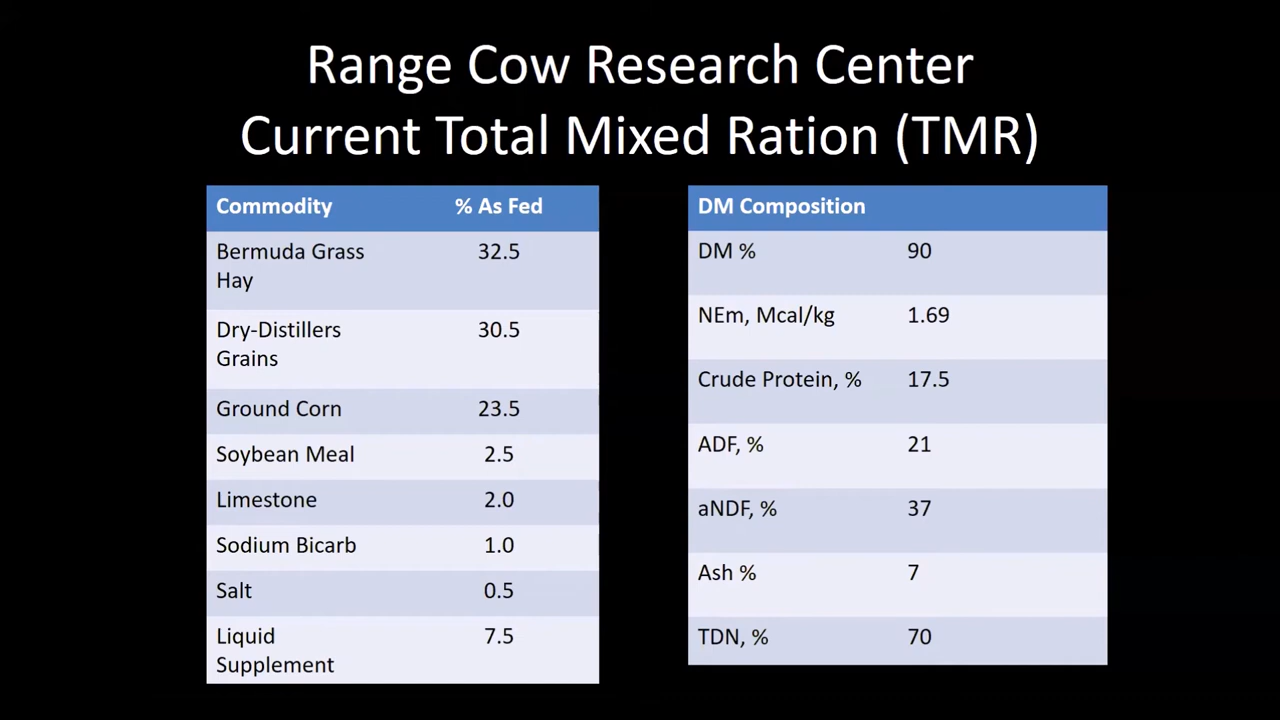 Range Cow Research Center
Current Total Mixed Ration (TMR)
Commodity % As Fed
Bermuda Grass 32.5
Hay
Dry-Distillers 30.5
Grains
Ground Corn 23.5
Soybean Meal 2.5
Limestone 2.0
Sodium Bicarb 1.0
Salt 0.5
Liquid 7.5
Supplement
DM Composition
DM % 90
NEm, Mcal/kg 1.69
Crude Protein, % 17.5
ADF, % 21
aNDF, % 37
Ash % 7
TDN, % 70